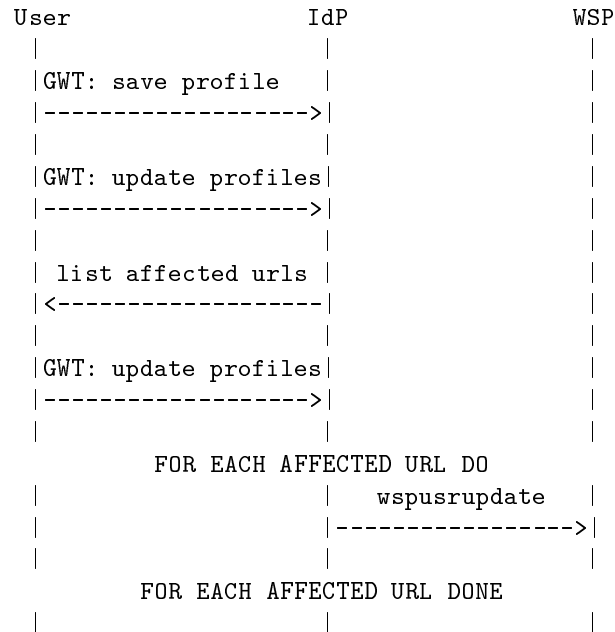 User IdP WSP
GWT: save profile
GWT: update profiles
list affected urls
GWT: update profiles
FOR EACH AFFECTED URL DO
wspusrupdate
FOR EACH AFFECTED URL DONE